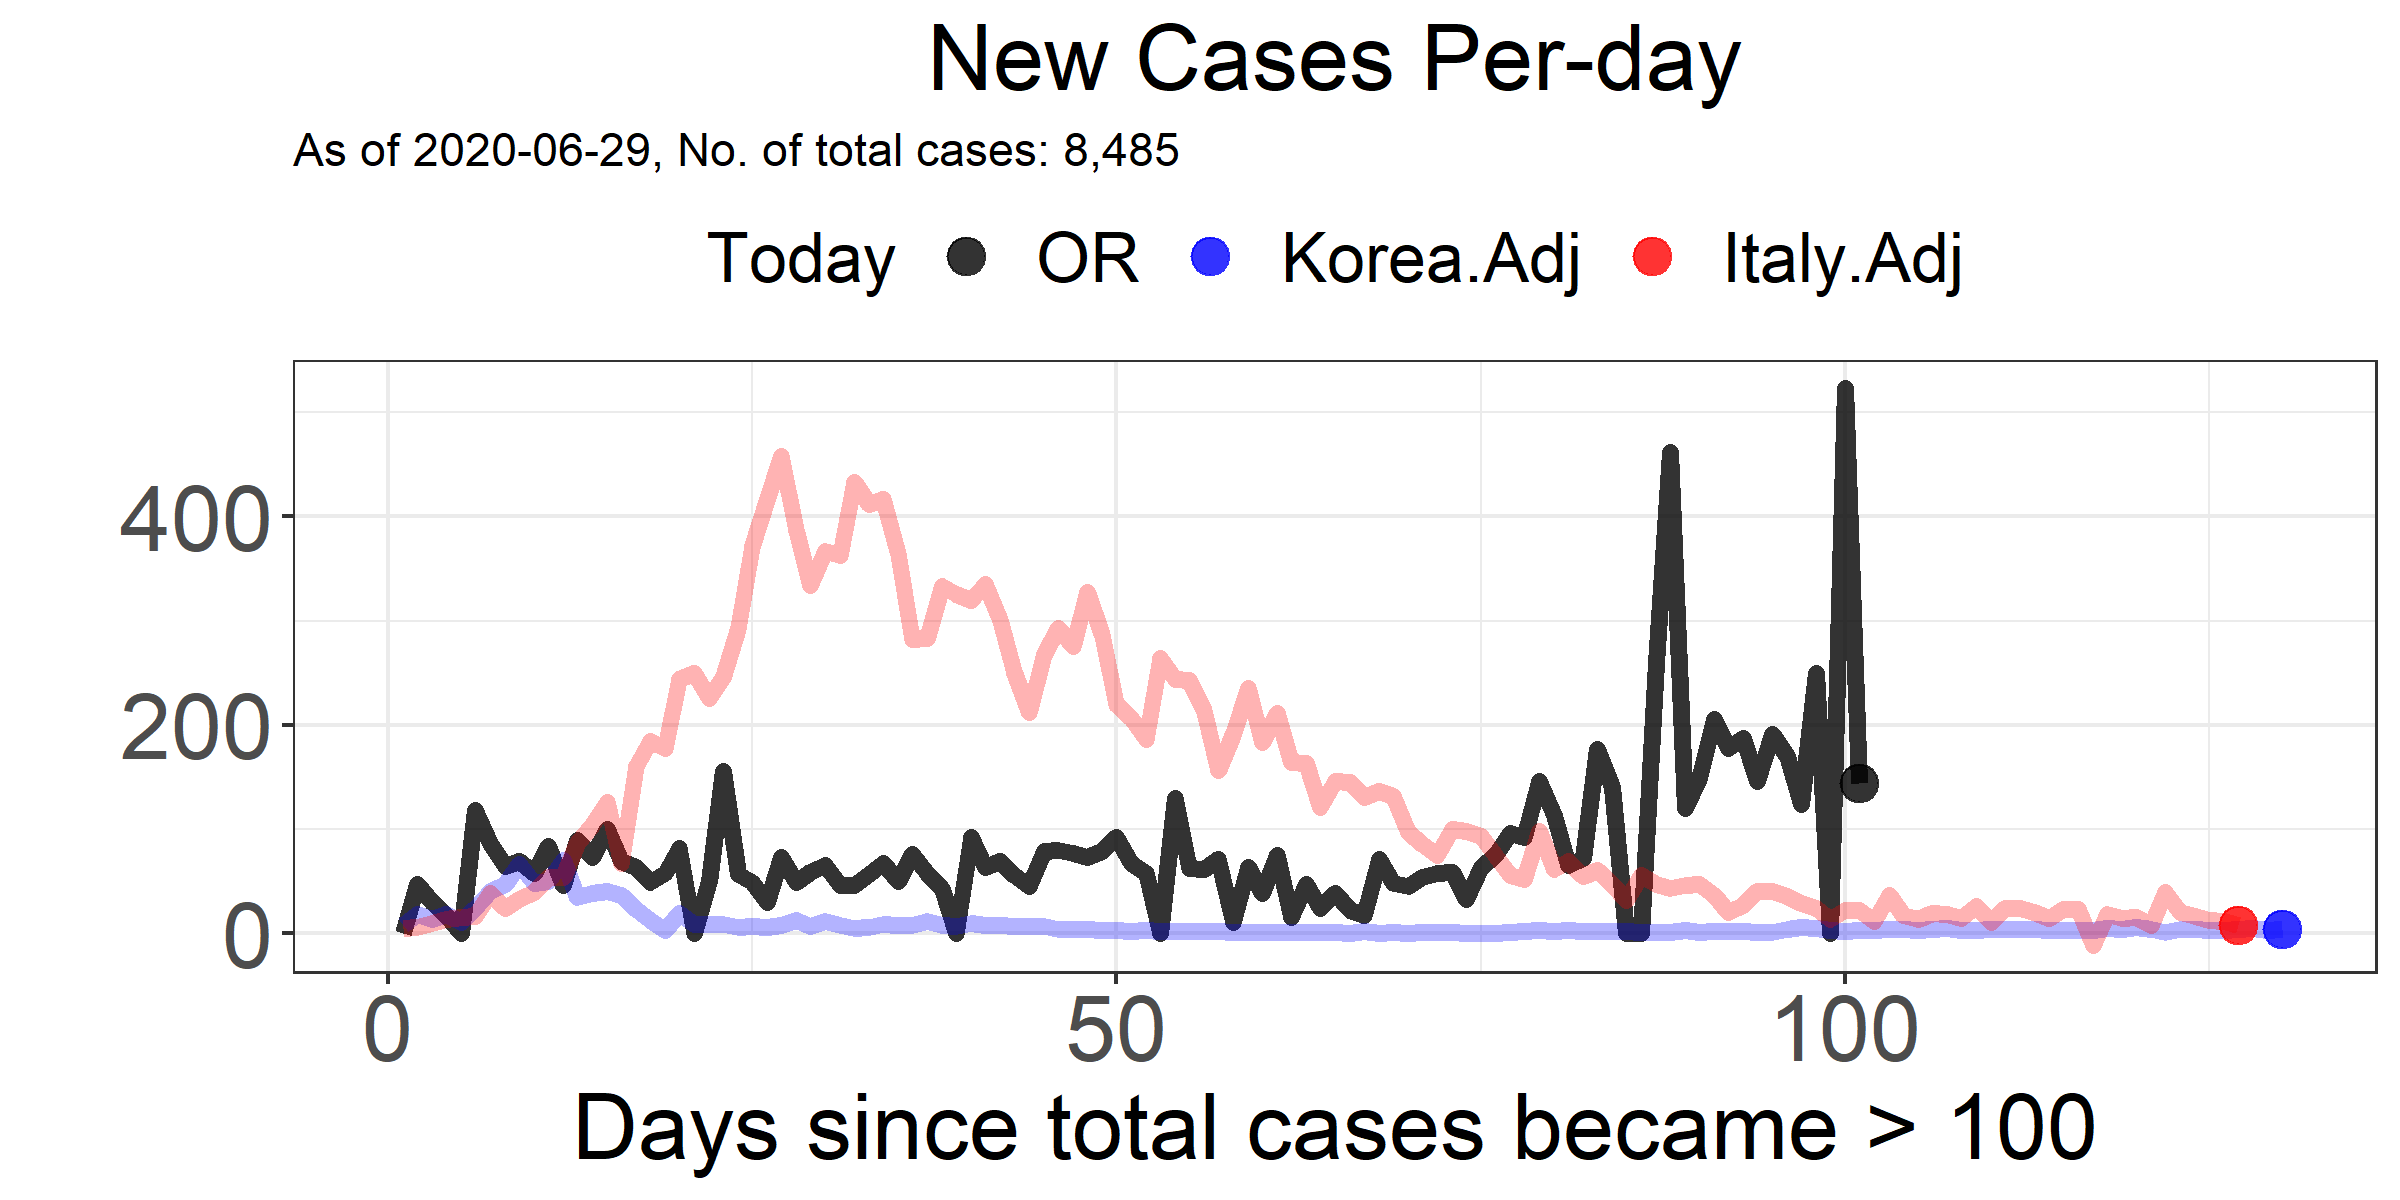 New Cases Per-day
As of 2020-06-29, No. of total cases: 8,485
Today OR Korea.Adj Italy.Adj
400
200
0
0 50 100
Days since total cases became > 100